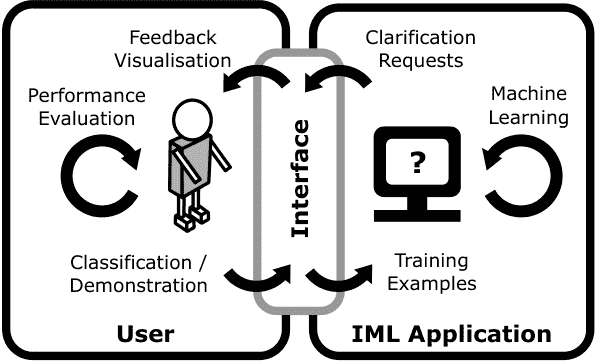 Feedback
Visualisation
Clarification
Requests
Performance
Evaluation
Machine
Learning
?
Interface
Classification /
Demonstration
Training
Examples
User
IML Application